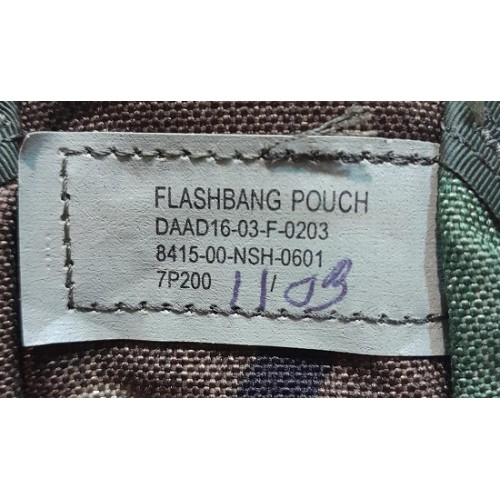 FLASHBANG POUCH
DAAD16-03-F-0203
8415-00-NSH-0601
7P200 11/03